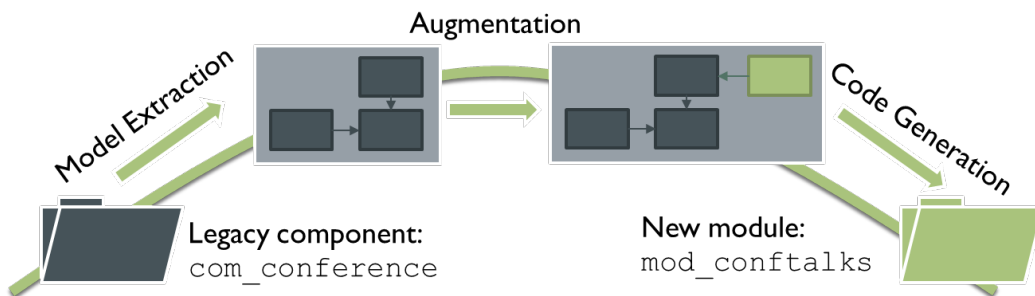 Augmentation
Model Extraction
Code Generation
Legacy component:
com_conference
New module:
mod_conftalks